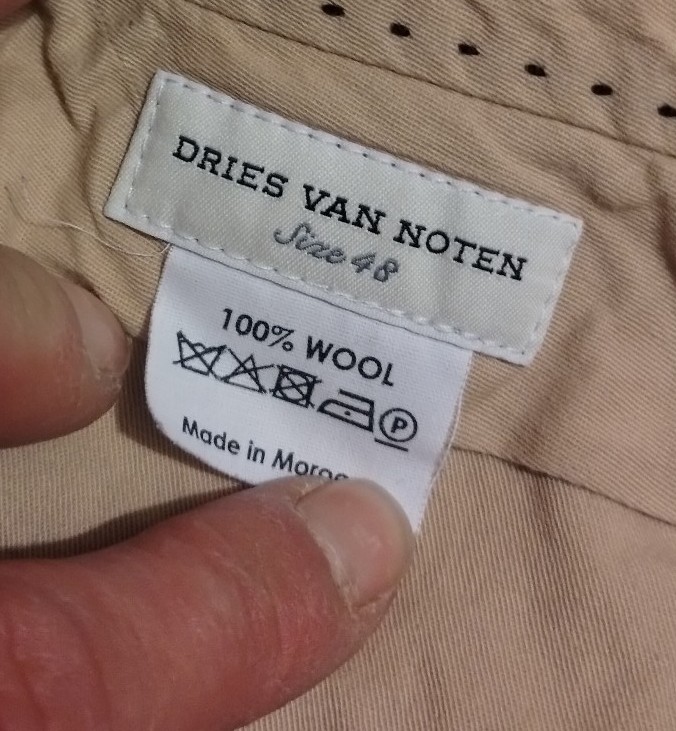 DRIES VAN NOTEN
Size 48
100% WOOL
P
Made in